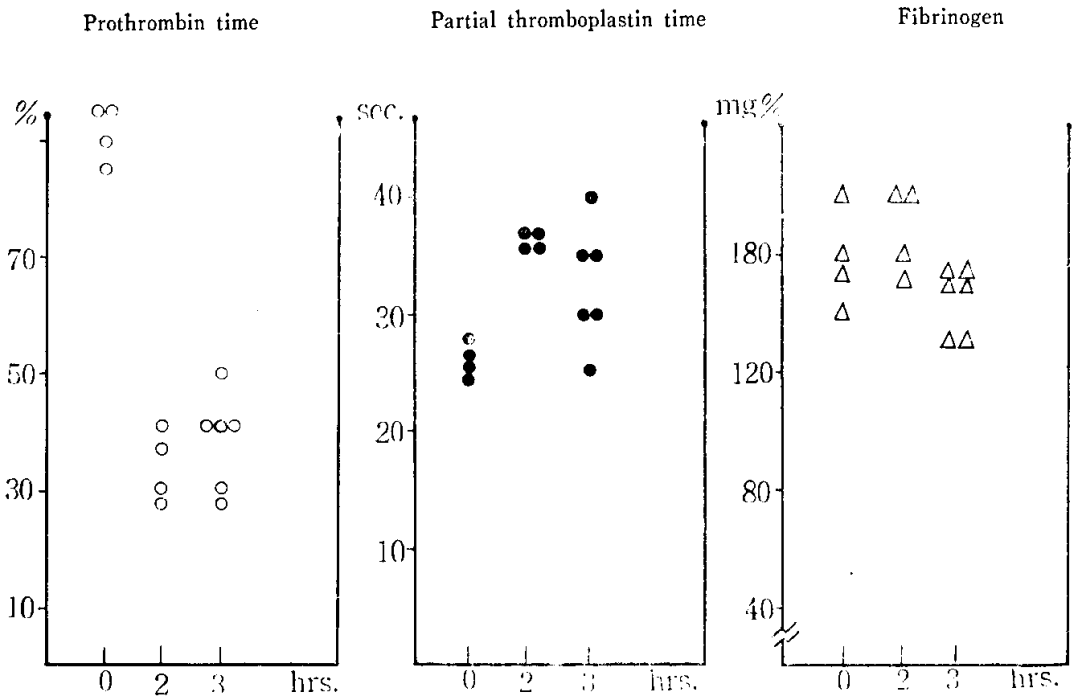 Prothrombin time
Partial thromboplastin time
Fibrinogen
%
70
50
30
10
0 2 3 hrs.
sec.
40
30
20
10
0 2 3 hrs.
mg%
180
120
80
40
0 2 3 hrs.